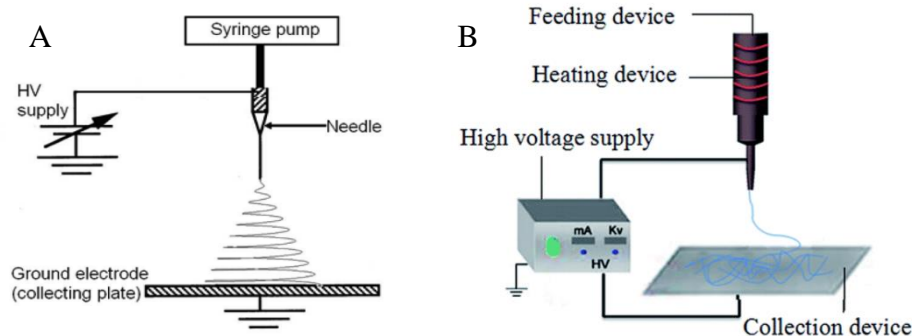 A
Syringe pump
HV
supply
Needle
Ground electrode
(collecting plate)
B
Feeding device
Heating device
High voltage supply
mA Kv
HV
Collection device